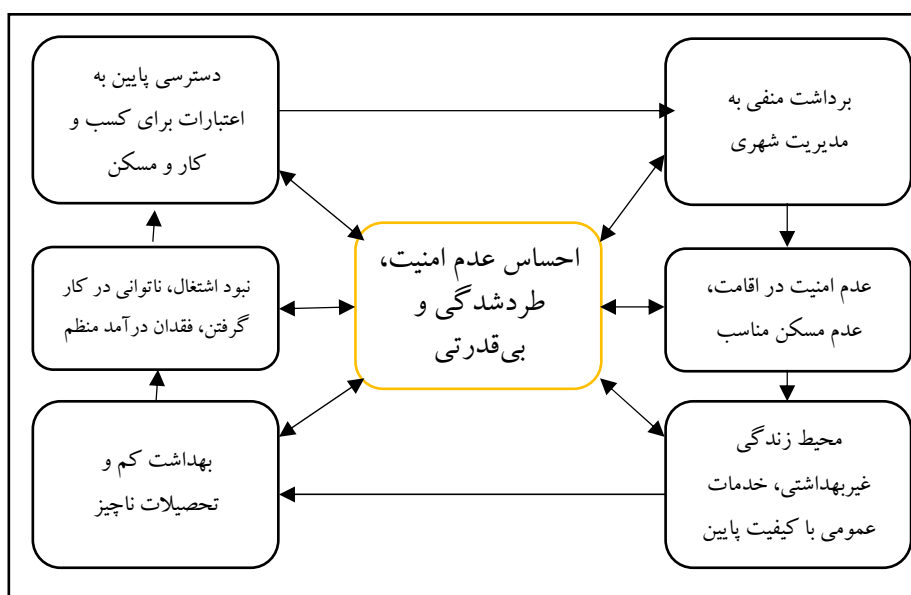 برداشت منفی به
مدیریت شهری
دسترسی پایین به
اعتبارات برای کسب و
کار و مسکن
احساس عدم امنیت،
طردشدگی و
بی‌قدرتی
عدم امنیت در اقامت،
عدم مسکن مناسب
نبود اشتغال، ناتوانی در کار
گرفتن، فقدان درآمد منظم
محیط زندگی
غیربهداشتی، خدمات
عمومی با کیفیت پایین
بهداشت کم و
تحصیلات ناچیز